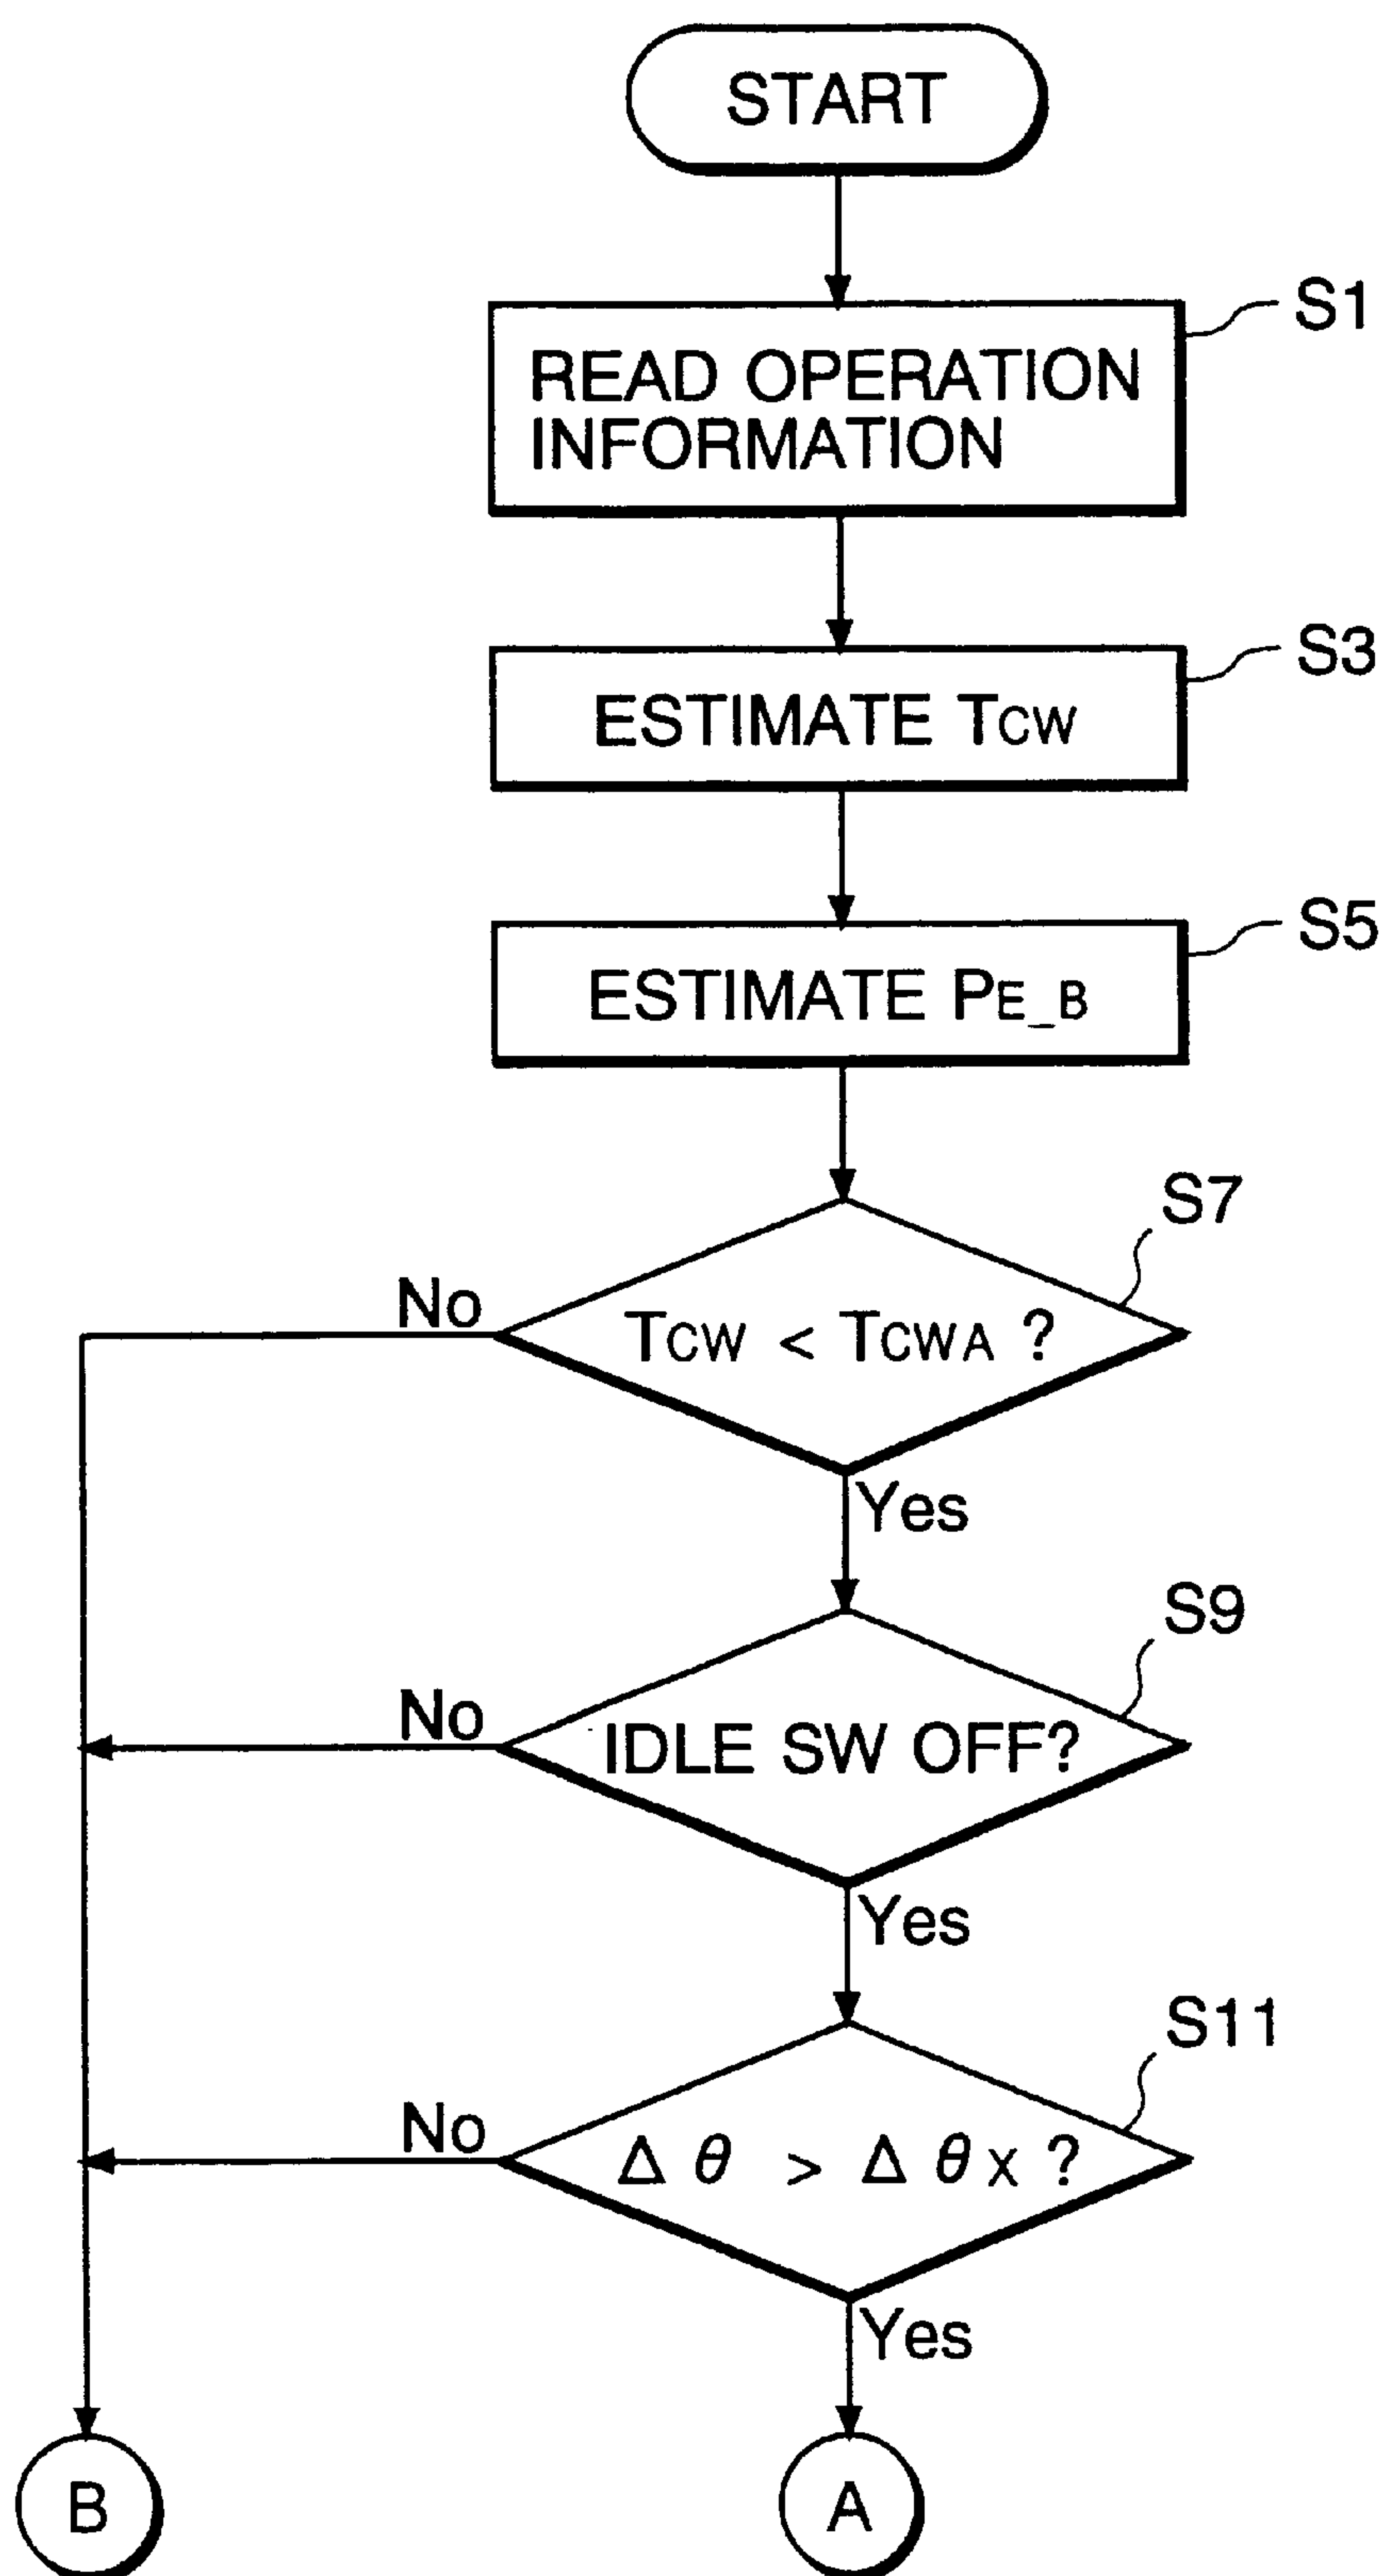 START
S1
READ OPERATION
INFORMATION
S3
ESTIMATE TCW
S5
ESTIMATE PE_B
S7
No
TCW < TCWA ?
Yes
S9
No
IDLE SW OFF?
Yes
S11
No
Δ θ > Δ θ X ?
Yes
B
A